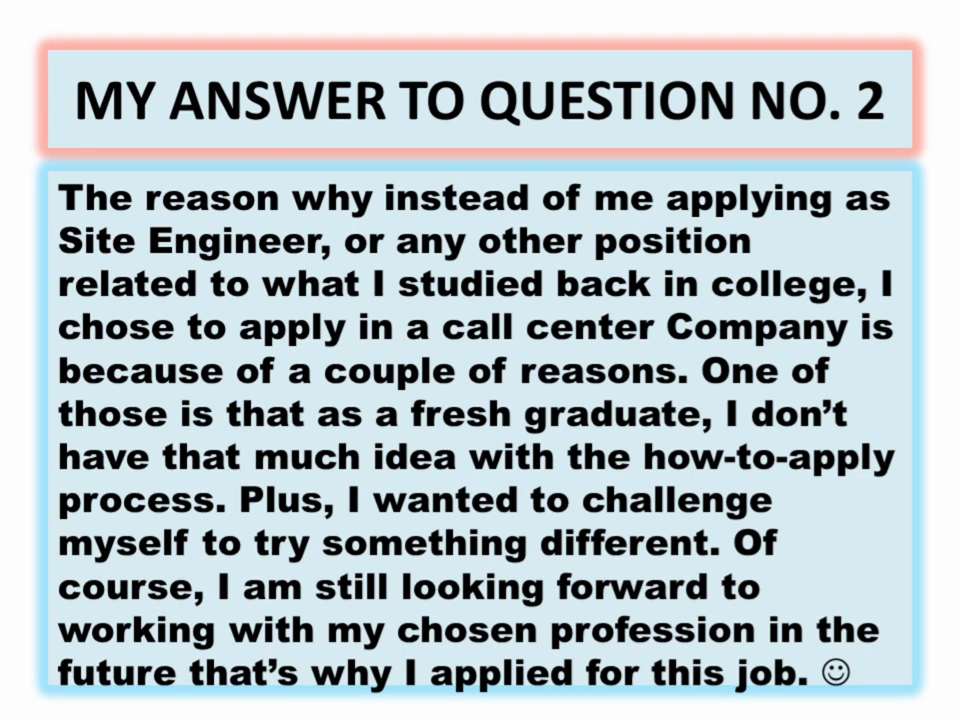 MY ANSWER TO QUESTION NO. 2
The reason why instead of me applying as
Site Engineer, or any other position
related to what I studied back in college, I
chose to apply in a call center Company is
because of a couple of reasons. One of
those is that as a fresh graduate, I don’t
have that much idea with the how-to-apply
process. Plus, I wanted to challenge
myself to try something different. Of
course, I am still looking forward to
working with my chosen profession in the
future that’s why I applied for this job. ☺